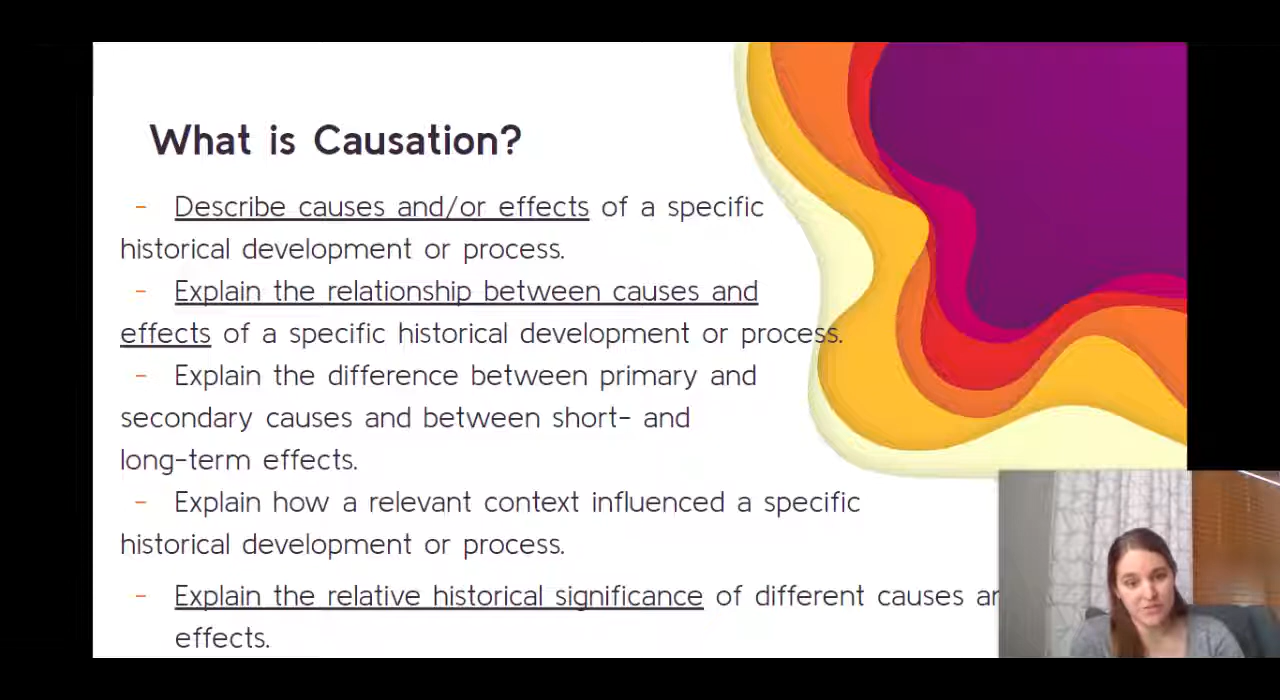 What is Causation?
- Describe causes and/or effects of a specific
historical development or process.
- Explain the relationship between causes and
effects of a specific historical development or process.
- Explain the difference between primary and
secondary causes and between short- and
long-term effects.
- Explain how a relevant context influenced a specific
historical development or process.
- Explain the relative historical significance of different causes
effects.